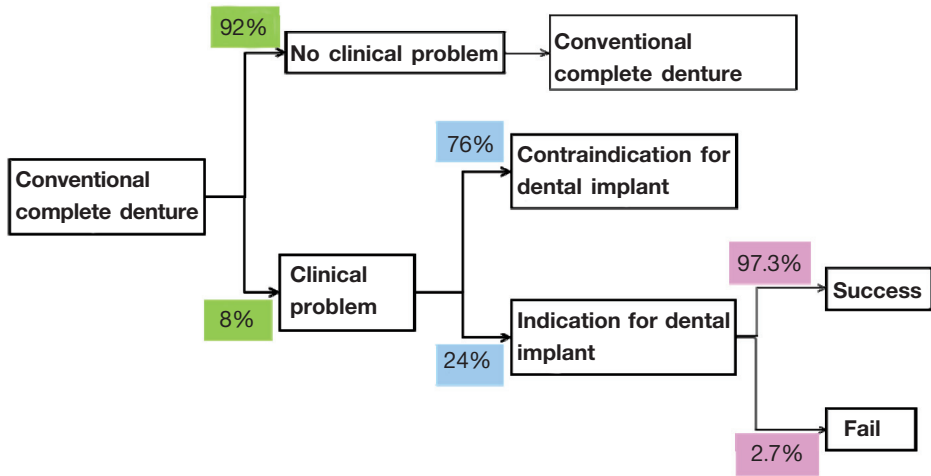 92%
No clinical problem
Conventional
complete denture
76%
Contraindication for
dental implant
Conventional
complete denture
Clinical
problem
8%
97.3%
Success
Indication for dental
implant
24%
Fail
2.7%